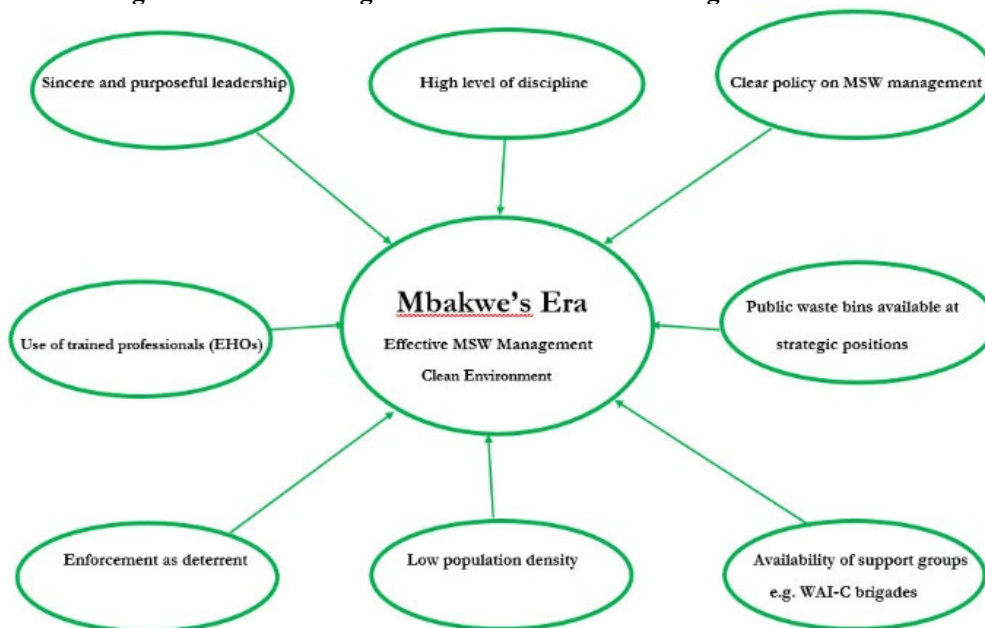 Sincere and purposeful leadership
High level of discipline
Clear policy on MSW management
Mbakwe's Era
Effective MSW Management
Clean Environment
Use of trained professionals (EHOs)
Public waste bins available at
strategic positions
Enforcement as deterrent
Low population density
Availability of support groups
e.g. WAI-C brigades